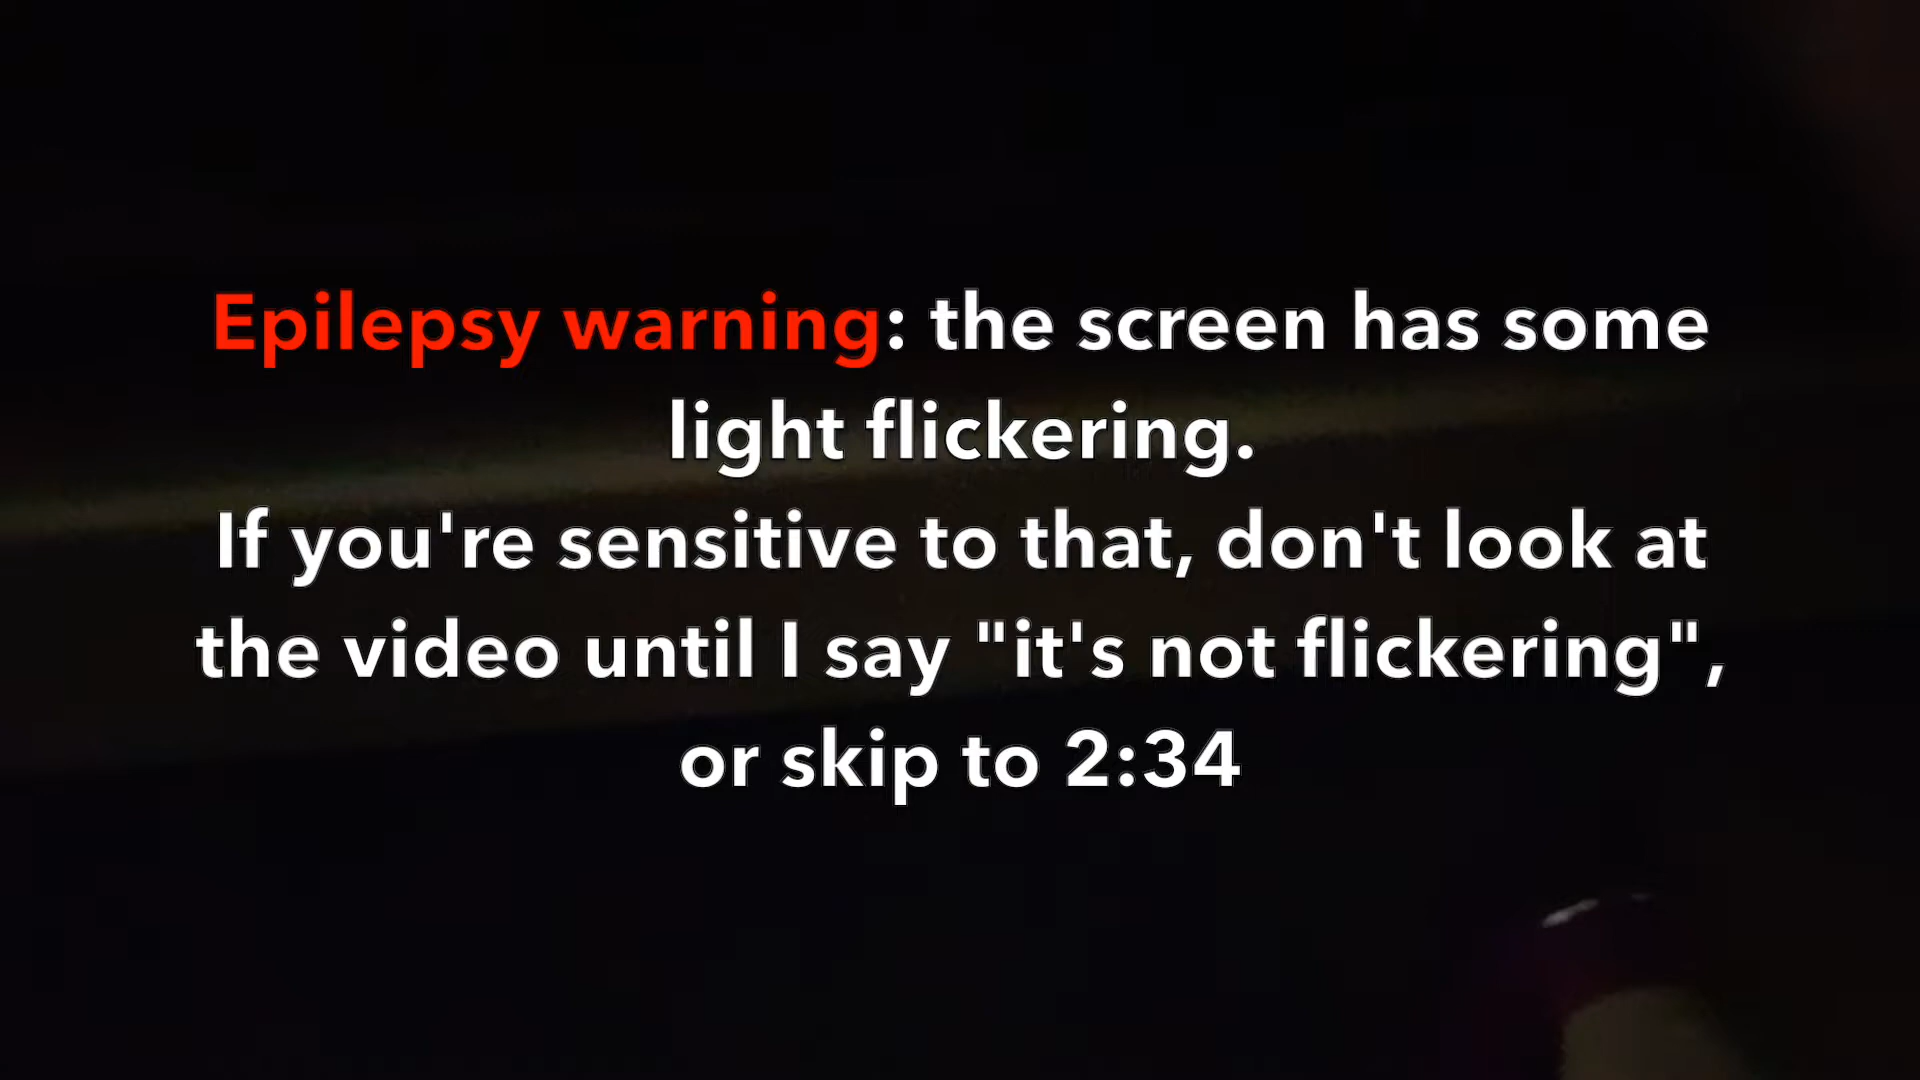 Epilepsy warning: the screen has some
light flickering.
If you're sensitive to that, don't look at
the video until I say "it's not flickering",
or skip to 2:34